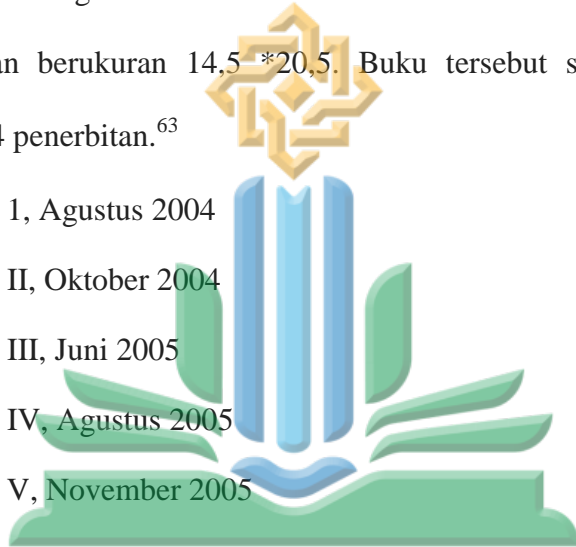 an berukuran 14,5 *20,5. Buku tersebut s
4 penerbitan.63
1, Agustus 2004
II, Oktober 2004
III, Juni 2005
IV, Agustus 2005
V, November 2005